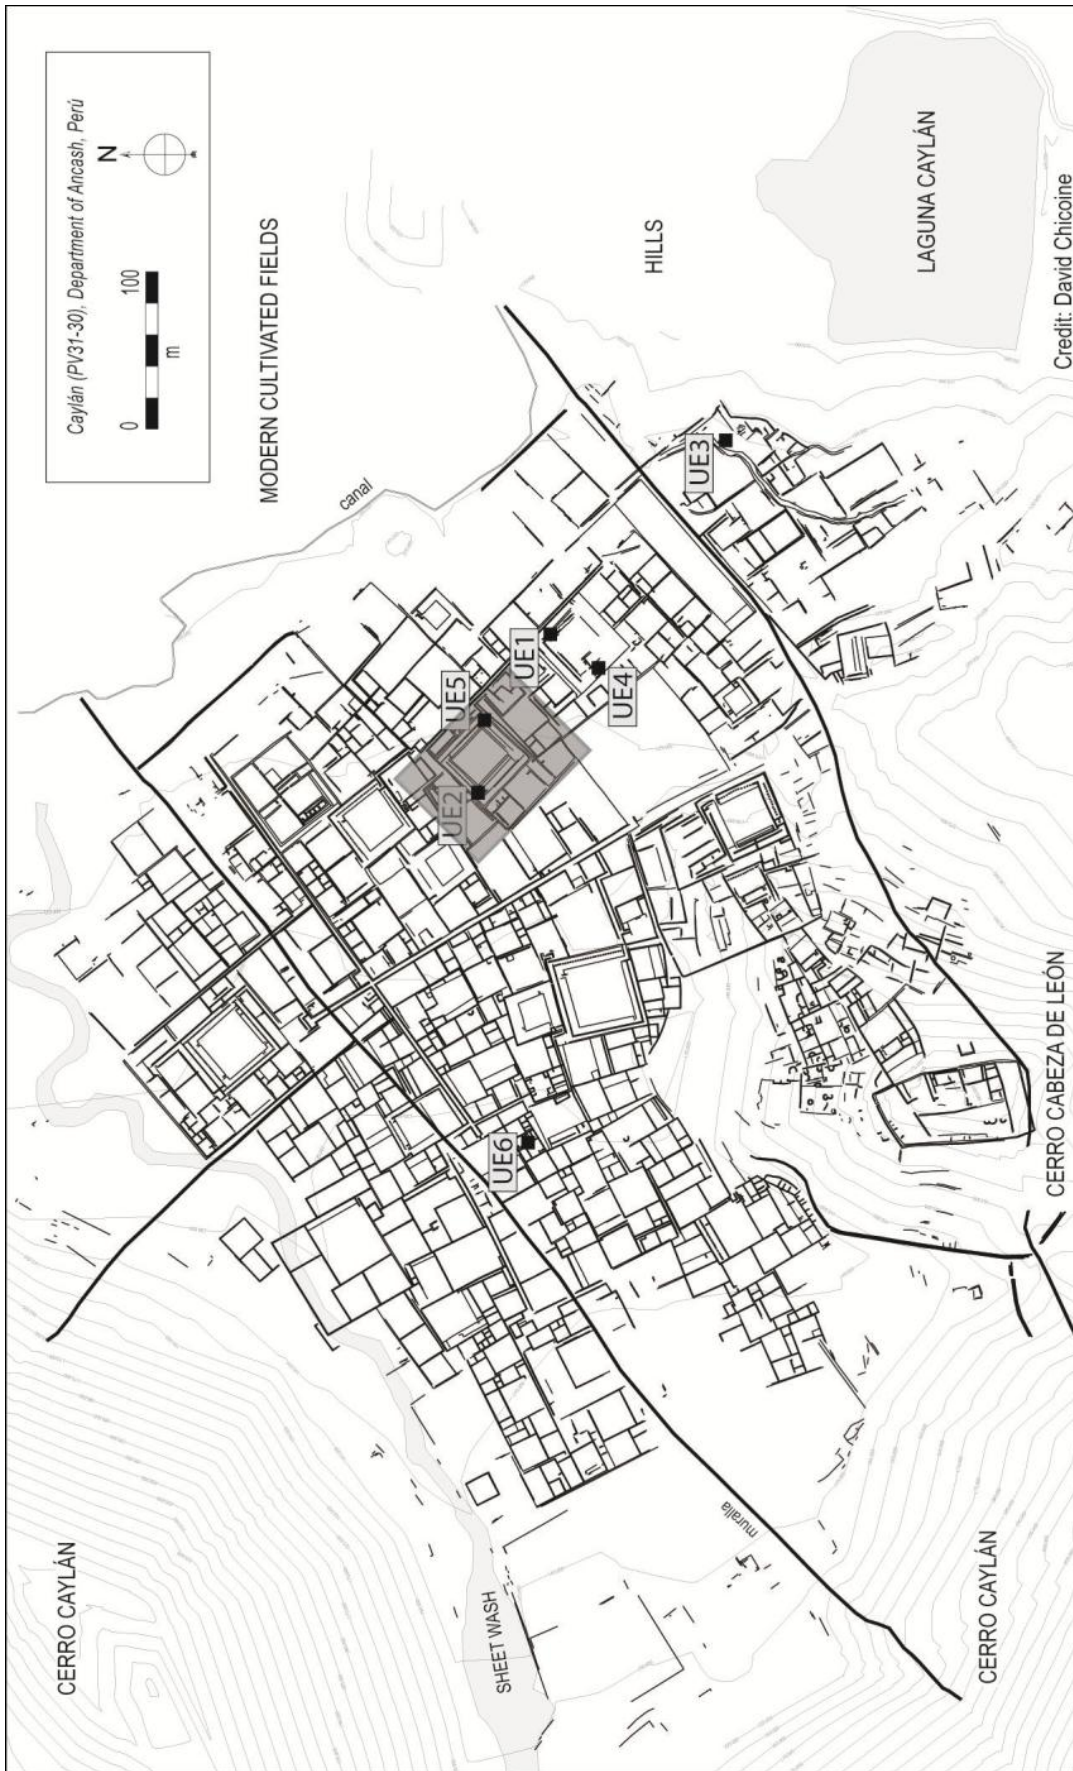 Caylán (PV31-30), Department of Ancash, Perú
N
0 100
m
MODERN CULTIVATED FIELDS
HILLS
LAGUNA CAYLÁN
Credit: David Chicoine
canal
UE3
UE1
UE4
UE5
UE2
UE6
CERRO CABEZA DE LEÓN
muralla
SHEET WASH
CERRO CAYLÁN
CERRO CAYLÁN